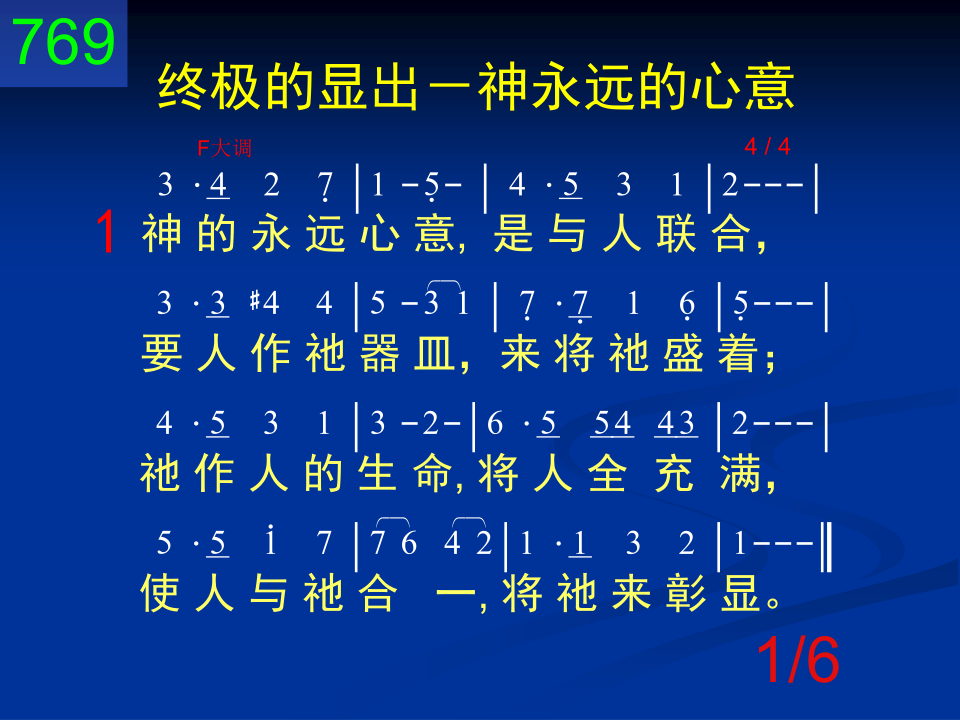 769
终极的显出－神永远的心意
F大调 4 / 4
3 · 4 2 7̣ | 1 - 5̣ - | 4 · 5 3 1 | 2 - - - |
1 神 的 永 远 心 意, 是 与 人 联 合，
3 · 3 #4 4 | 5 - 3 1 | 7̣ · 7̣ 1 6̣ | 5̣ - - - |
要 人 作 祂 器 皿， 来 将 祂 盛 着；
4 · 5 3 1 | 3 - 2 - | 6 · 5 54 43 | 2 - - - |
祂 作 人 的 生 命, 将 人 全 充 满，
5 · 5 1̇ 7 | 7 6 4 2 | 1 · 1 3 2 | 1 - - - ‖
使 人 与 祂 合 一, 将 祂 来 彰 显。
1/6